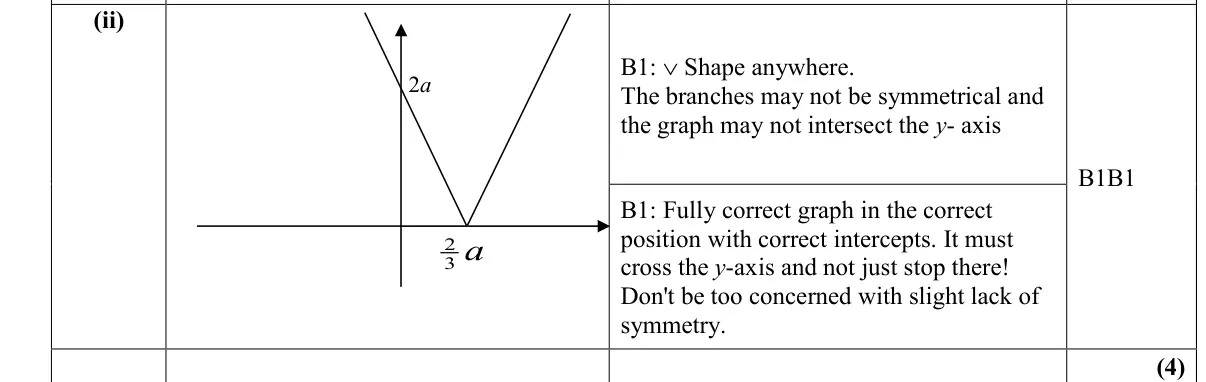 (ii)
2a
2/3 a
B1: ∨ Shape anywhere.
The branches may not be symmetrical and
the graph may not intersect the y- axis
B1: Fully correct graph in the correct
position with correct intercepts. It must
cross the y-axis and not just stop there!
Don't be too concerned with slight lack of
symmetry.
B1B1
(4)